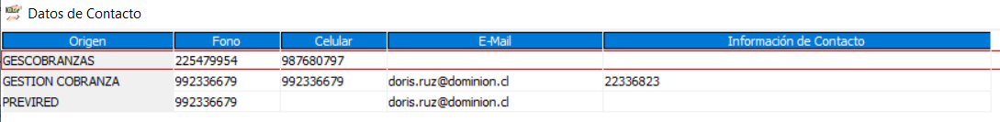 Datos de Contacto
Origen Fono Celular E-Mail Información de Contacto
GESCOBRANZAS 225479954 987680797
GESTION COBRANZA 992336679 992336679 doris.ruz@dominion.cl 22336823
PREVIRED 992336679 doris.ruz@dominion.cl